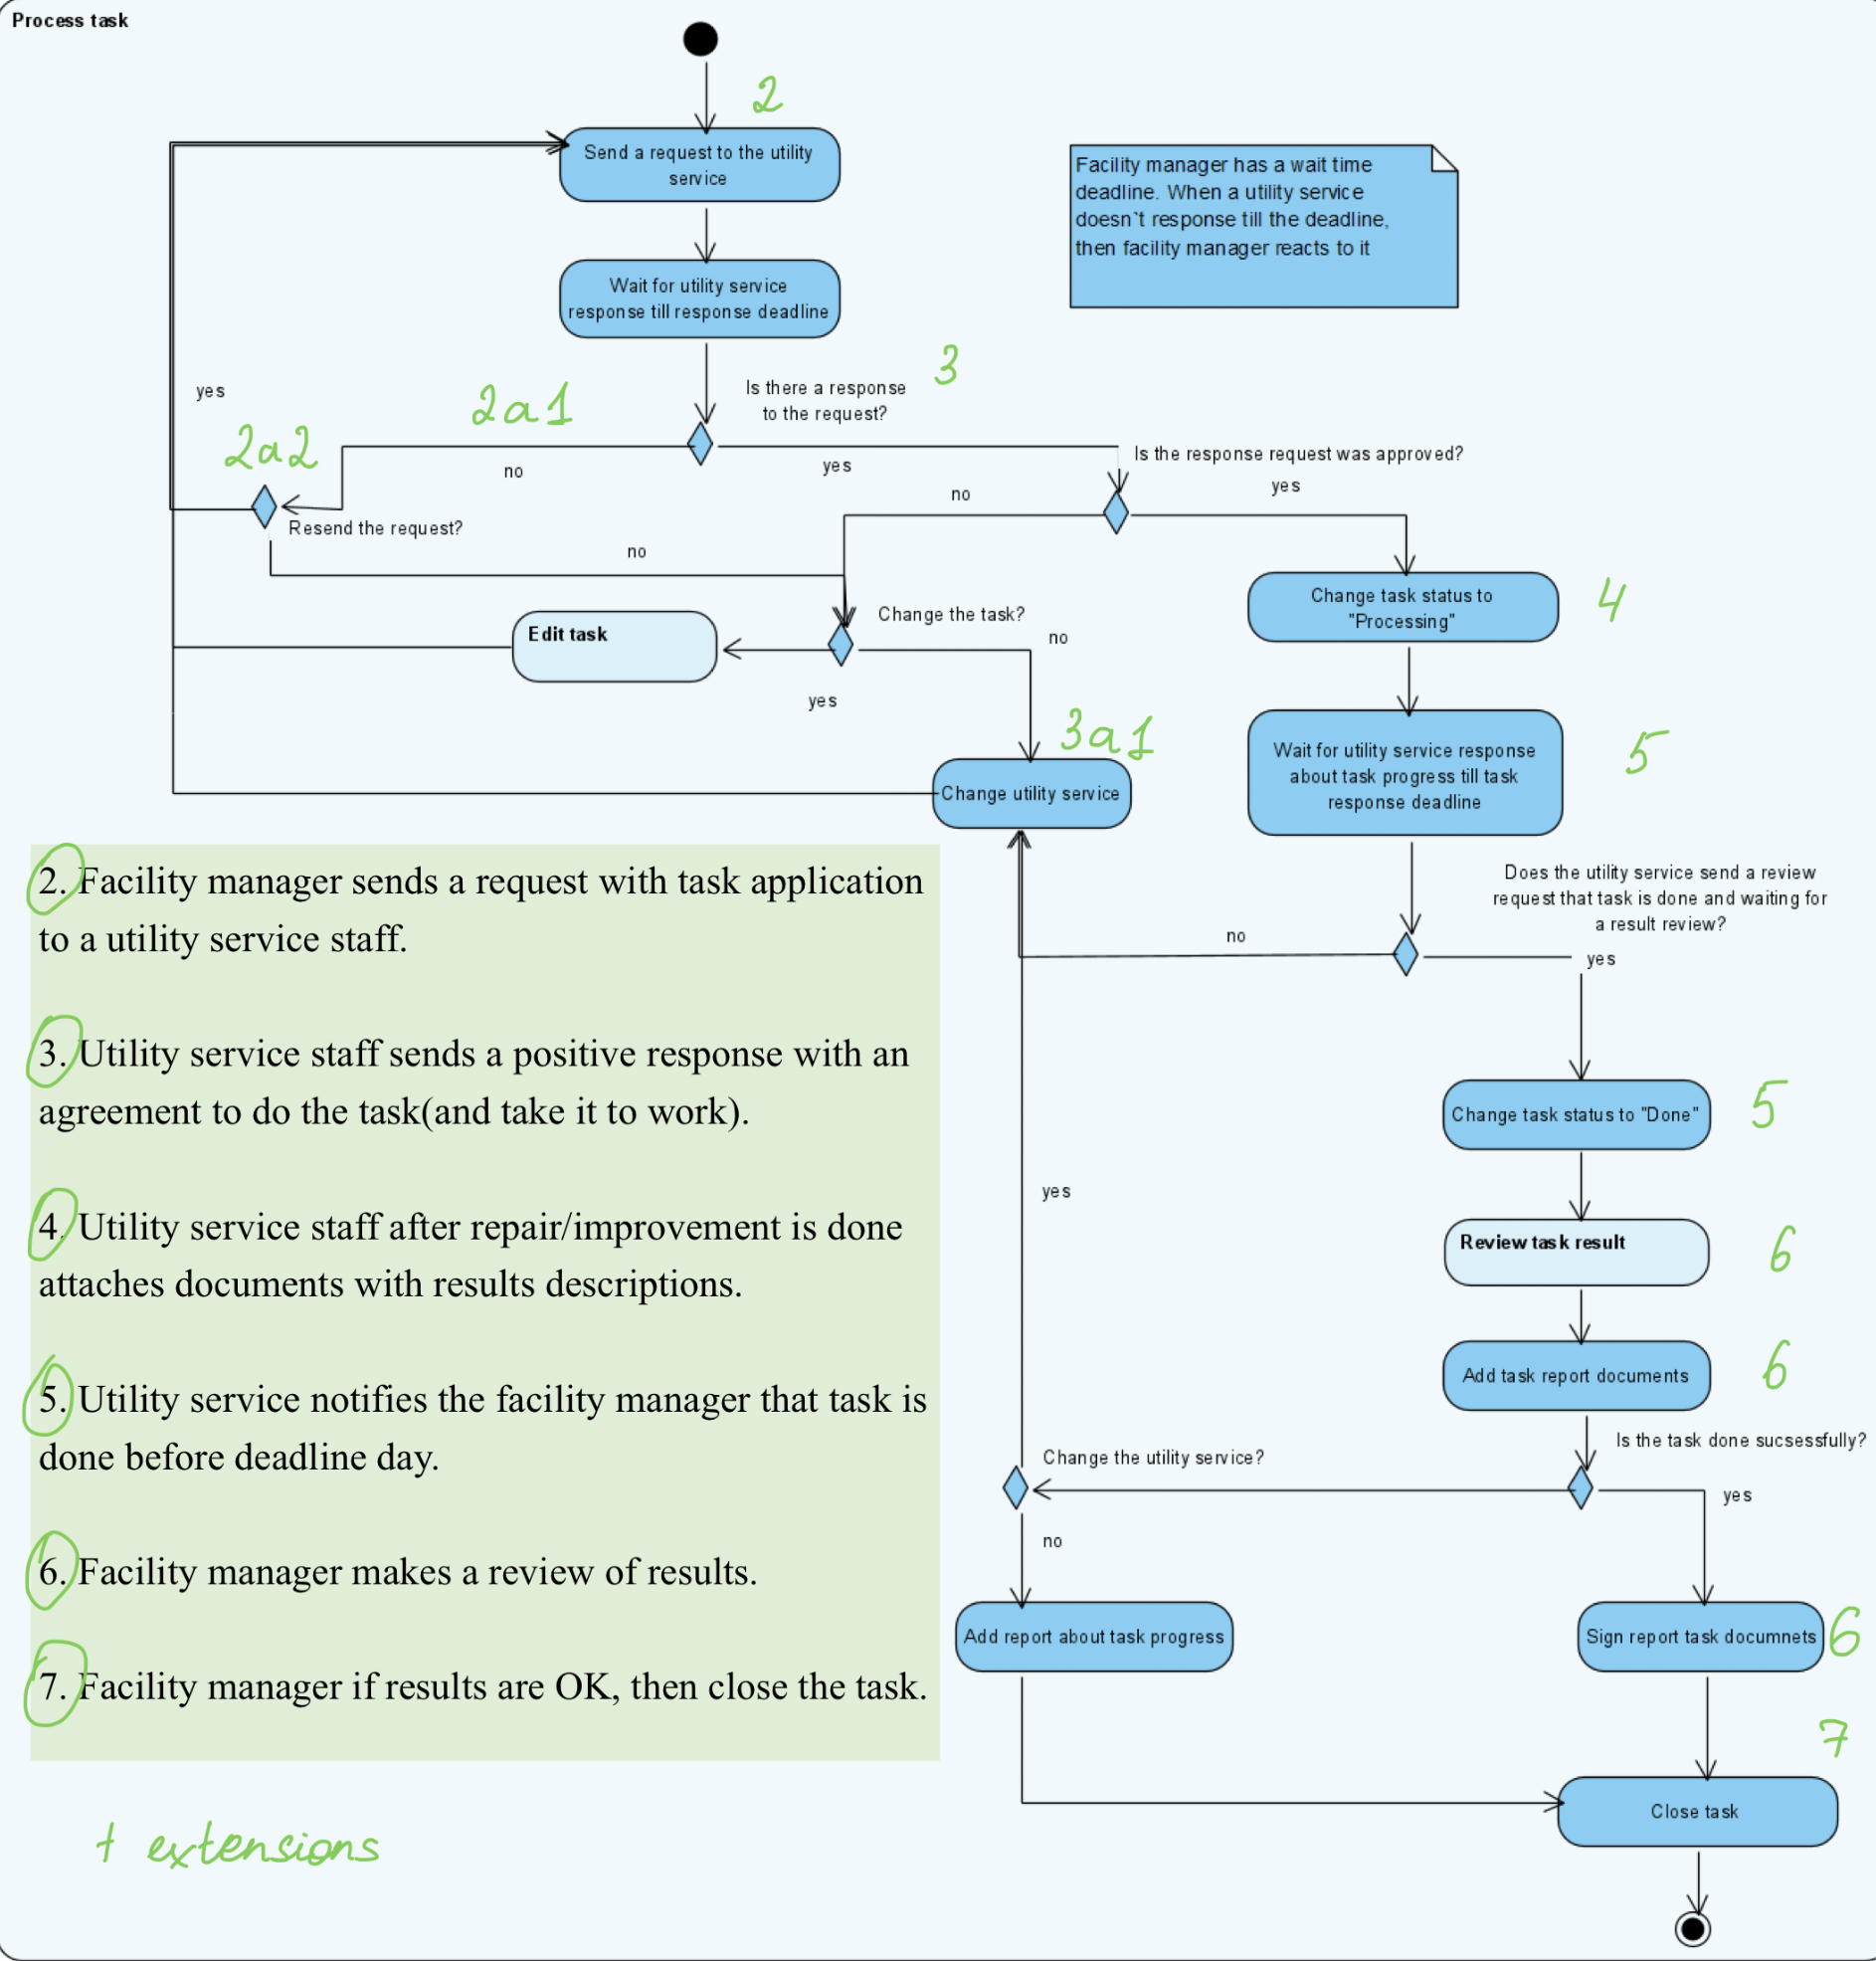 Process task
2
Send a request to the utility
service
Facility manager has a wait time
deadline. When a utility service
doesn`t response till the deadline,
then facility manager reacts to it
Wait for utility service
response till response deadline
3
Is there a response
to the request?
yes
2a1
2a2
no
yes
Is the response request was approved?
no
yes
Resend the request?
no
Change task status to
"Processing"
4
Edit task
Change the task?
no
yes
3a1
Change utility service
Wait for utility service response
about task progress till task
response deadline
5
2. Facility manager sends a request with task application
to a utility service staff.
3. Utility service staff sends a positive response with an
agreement to do the task(and take it to work).
4. Utility service staff after repair/improvement is done
attaches documents with results descriptions.
5. Utility service notifies the facility manager that task is
done before deadline day.
6. Facility manager makes a review of results.
7. Facility manager if results are OK, then close the task.
+ extensions
Does the utility service send a review
request that task is done and waiting for
a result review?
no
yes
Change task status to "Done"
5
yes
Review task result
6
Add task report documents
6
Is the task done sucsessfully?
Change the utility service?
yes
no
Add report about task progress
Sign report task documnets
6
7
Close task